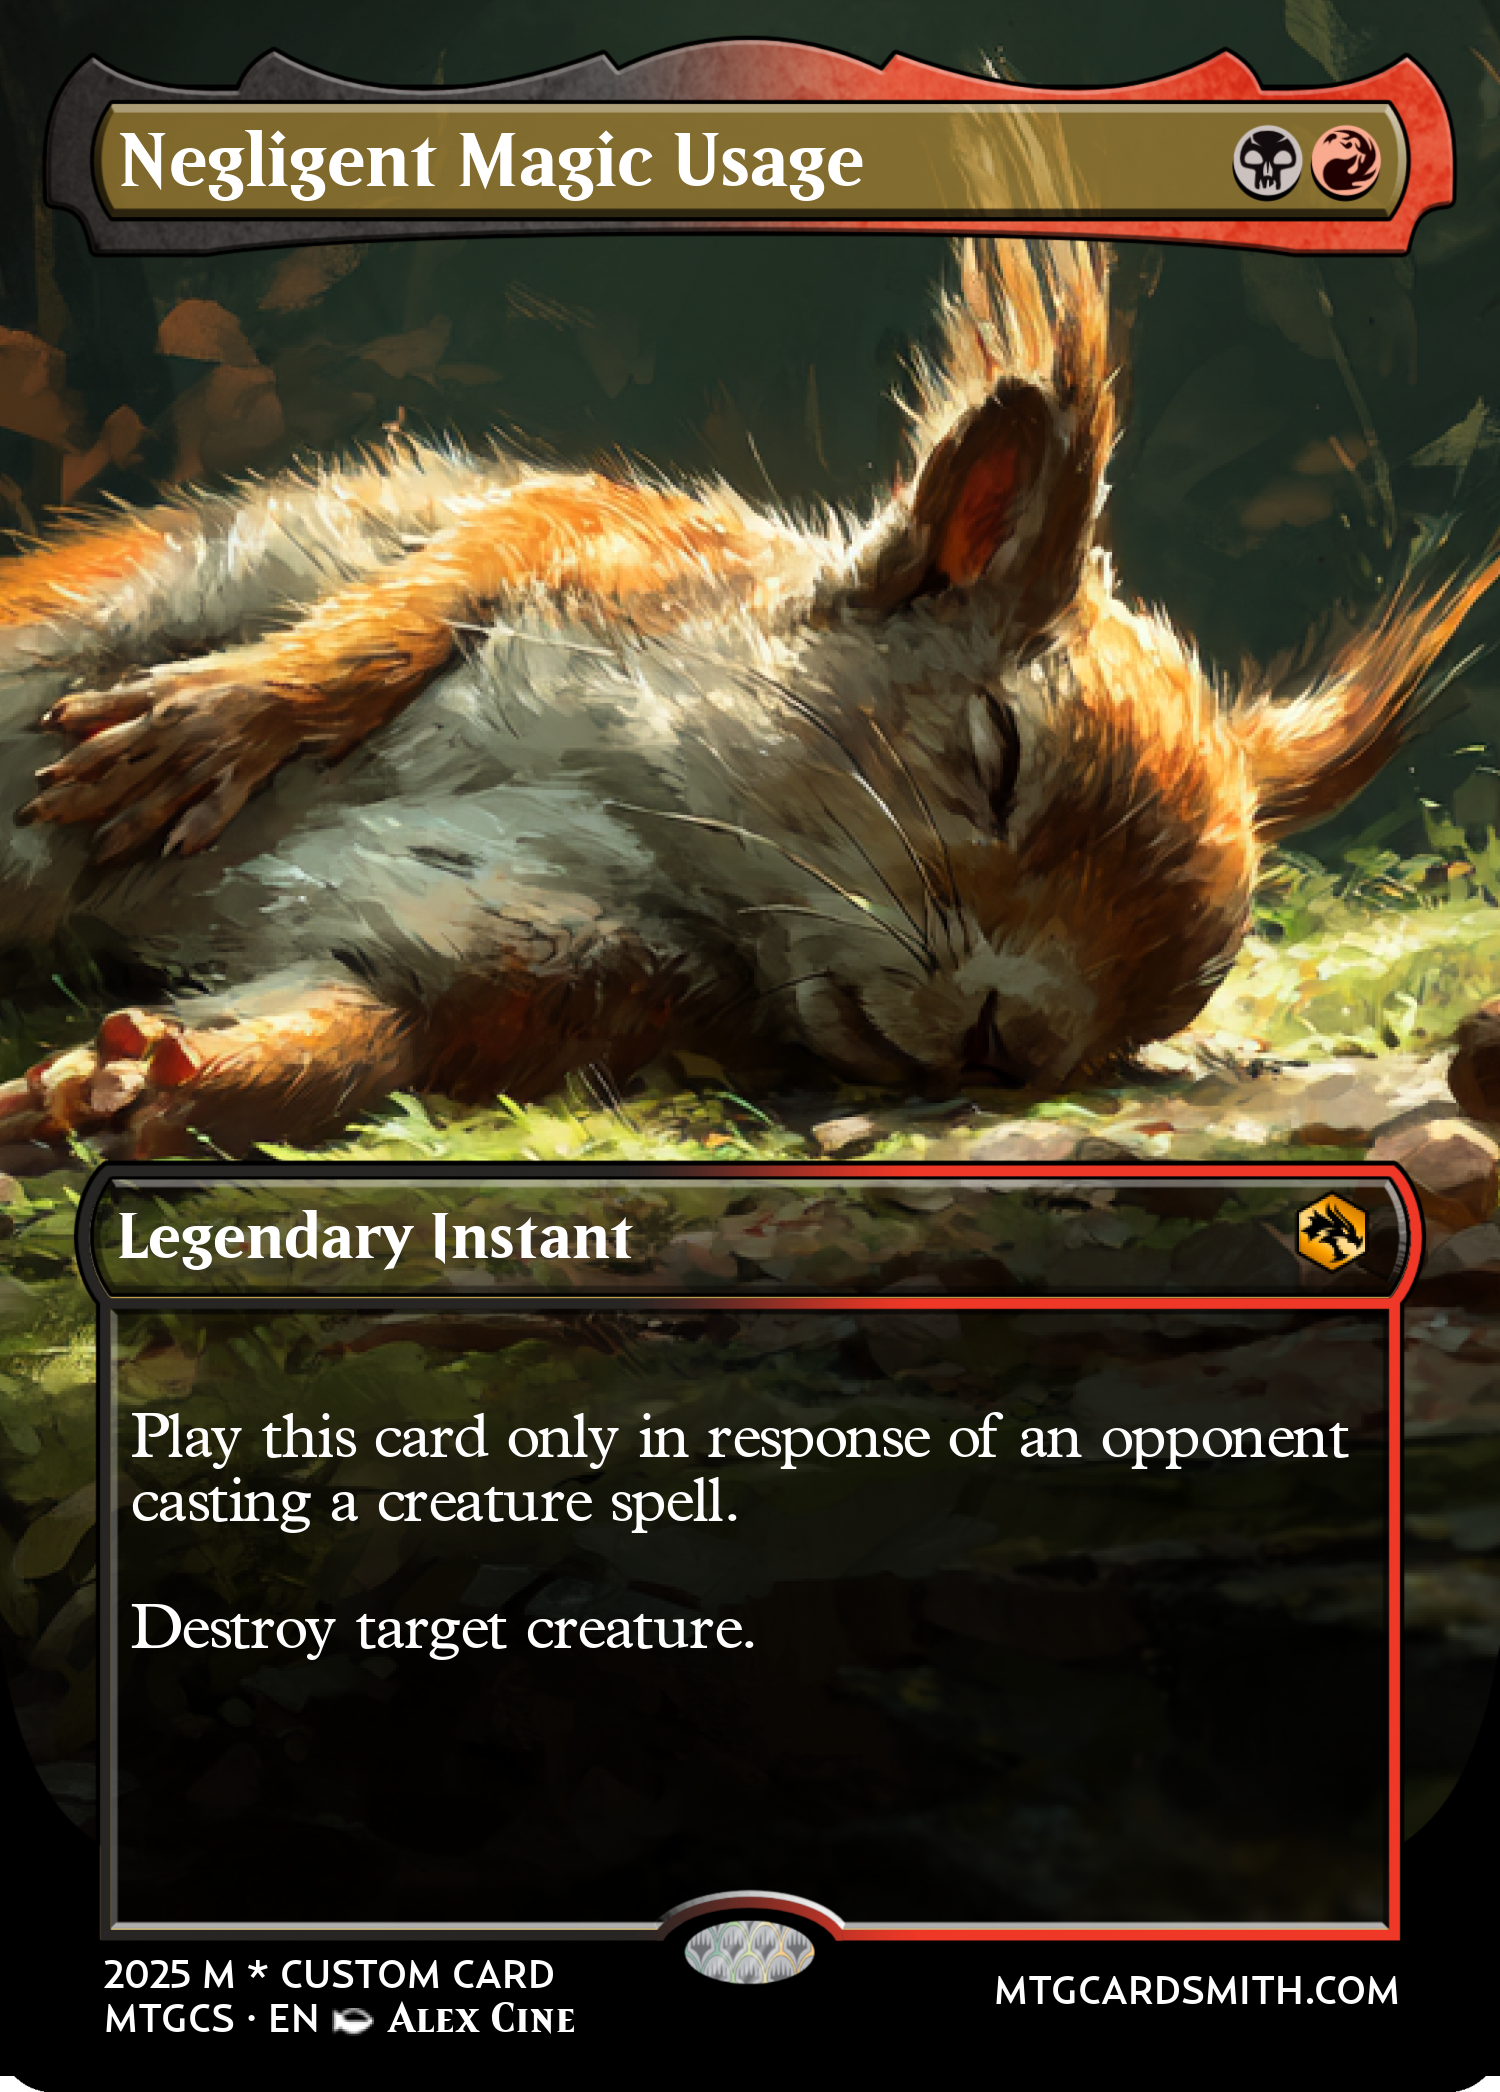 Negligent Magic Usage
Legendary Instant
Play this card only in response of an opponent
casting a creature spell.
Destroy target creature.
2025 M * CUSTOM CARD
MTGCS · EN ALEX CINE
MTGCARDSMITH.COM